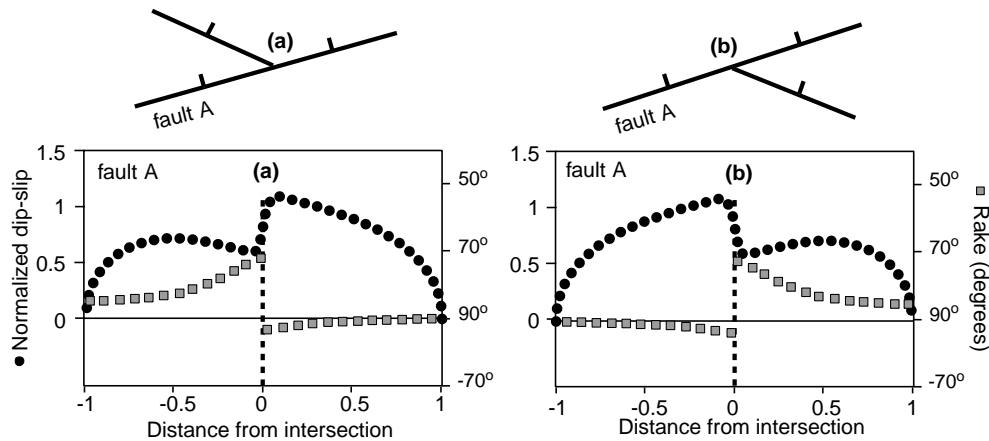 (a)
fault A
(b)
fault A
1.5
1
0.5
0
fault A
(a)
50º
70º
90º
-70º
-1
-0.5
0
0.5
1
Distance from intersection
● Normalized dip-slip
1.5
1
0.5
0
fault A
(b)
50º
70º
90º
-70º
-1
-0.5
0
0.5
1
Distance from intersection
Rake (degrees)